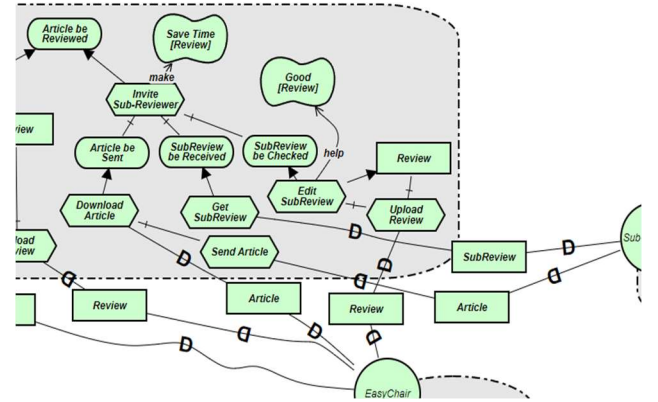 Article be
Reviewed
Save Time
[Review]
Good
[Review]
make
Invite
Sub-Reviewer
view
Article be
Sent
SubReview
be Received
SubReview
be Checked
help
Review
Download
Article
Get
SubReview
Edit
SubReview
Upload
Review
load
view
Send Article
D
D
D
SubReview
D
Sub
D
D
D
Review
Article
Review
Article
D
D
D
D
EasyChair